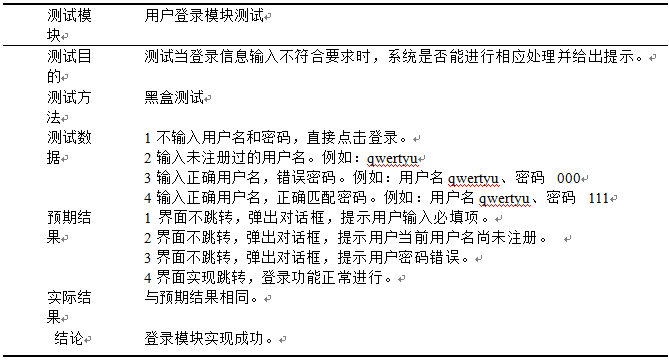 测试模块 用户登录模块测试
测试目的 测试当登录信息输入不符合要求时，系统是否能进行相应处理并给出提示。
测试方法 黑盒测试
测试数据 1 不输入用户名和密码，直接点击登录。
2 输入未注册过的用户名。例如：qwertyu
3 输入正确用户名，错误密码。例如：用户名 qwertyu、密码 000
4 输入正确用户名，正确匹配密码。例如：用户名 qwertyu、密码 111
预期结果 1 界面不跳转，弹出对话框，提示用户输入必填项。
2 界面不跳转，弹出对话框，提示用户当前用户名尚未注册。
3 界面不跳转，弹出对话框，提示用户密码错误。
4 界面实现跳转，登录功能正常进行。
实际结果 与预期结果相同。
结论 登录模块实现成功。